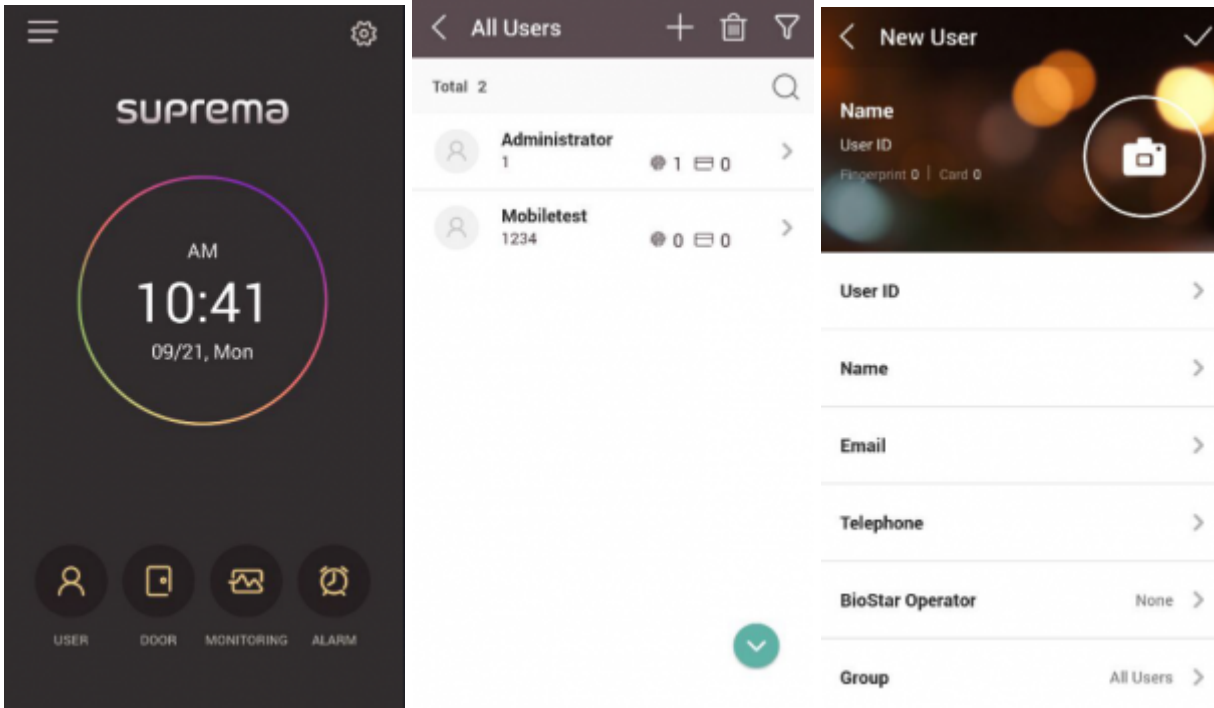 suprema
AM
10:41
09/21, Mon
USER DOOR MONITORING ALARM
All Users
Total 2
Administrator
1 1 0
Mobiletest
1234 0 0
New User
Name
User ID
Fingerprint 0 | Card 0
User ID
Name
Email
Telephone
BioStar Operator None
Group All Users